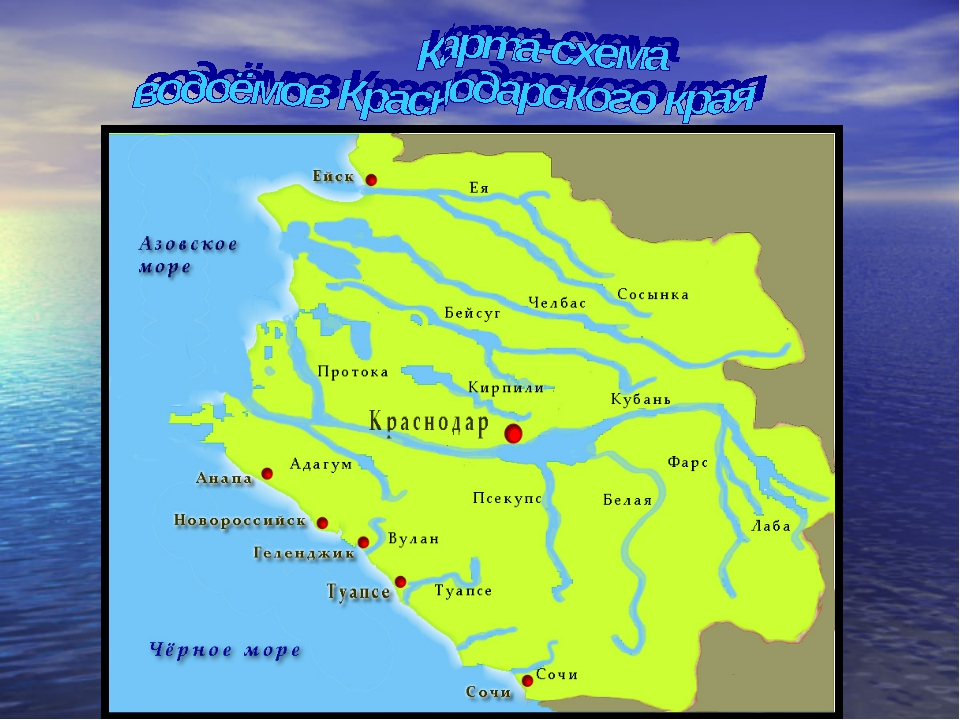 Карта-схема
водоёмов Краснодарского края
Ейск
Ея
Азовское
море
Сосынка
Челбас
Бейсуг
Протока
Кирпили
Кубань
Краснодар
Адагум
Фарс
Анапа
Псекупс
Белая
Новороссийск
Лаба
Вулан
Геленджик
Туапсе
Туапсе
Чёрное море
Сочи
Сочи